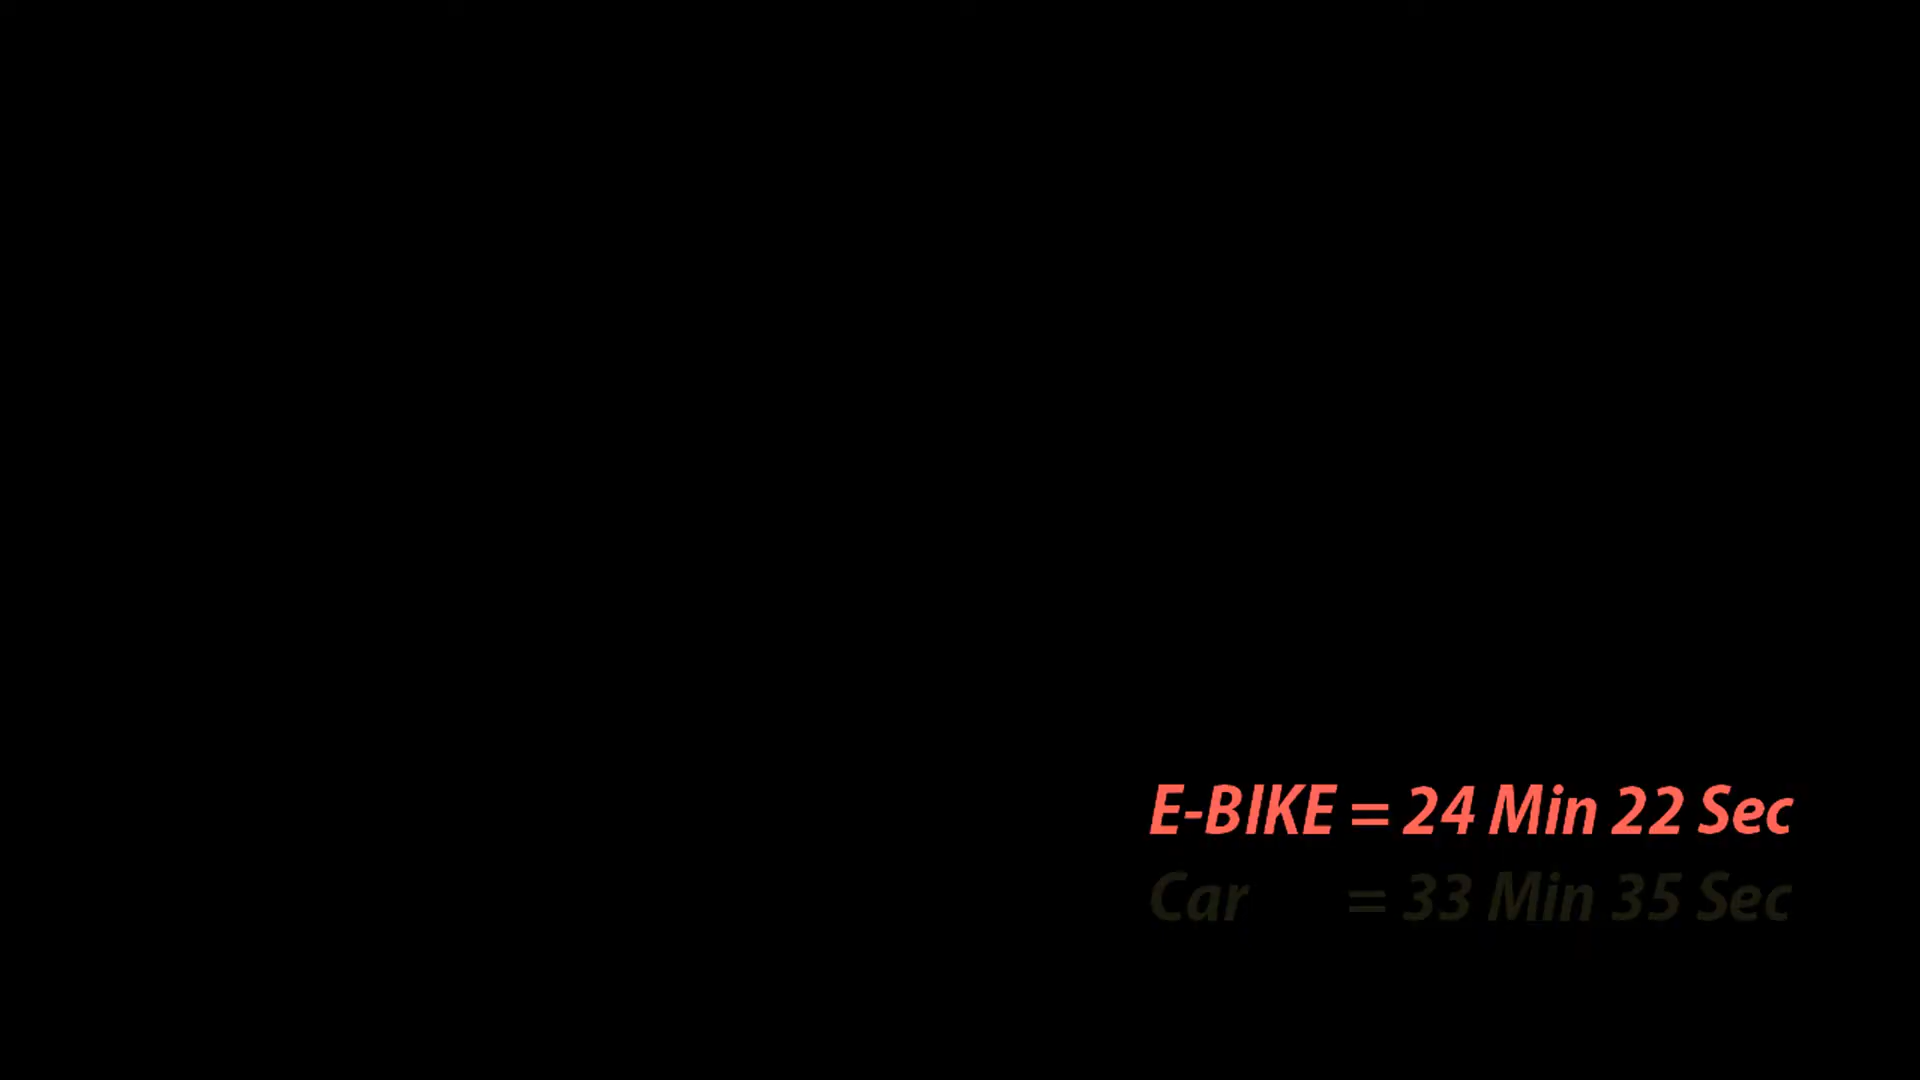 E-BIKE = 24 Min 22 Sec
Car = 33 Min 35 Sec